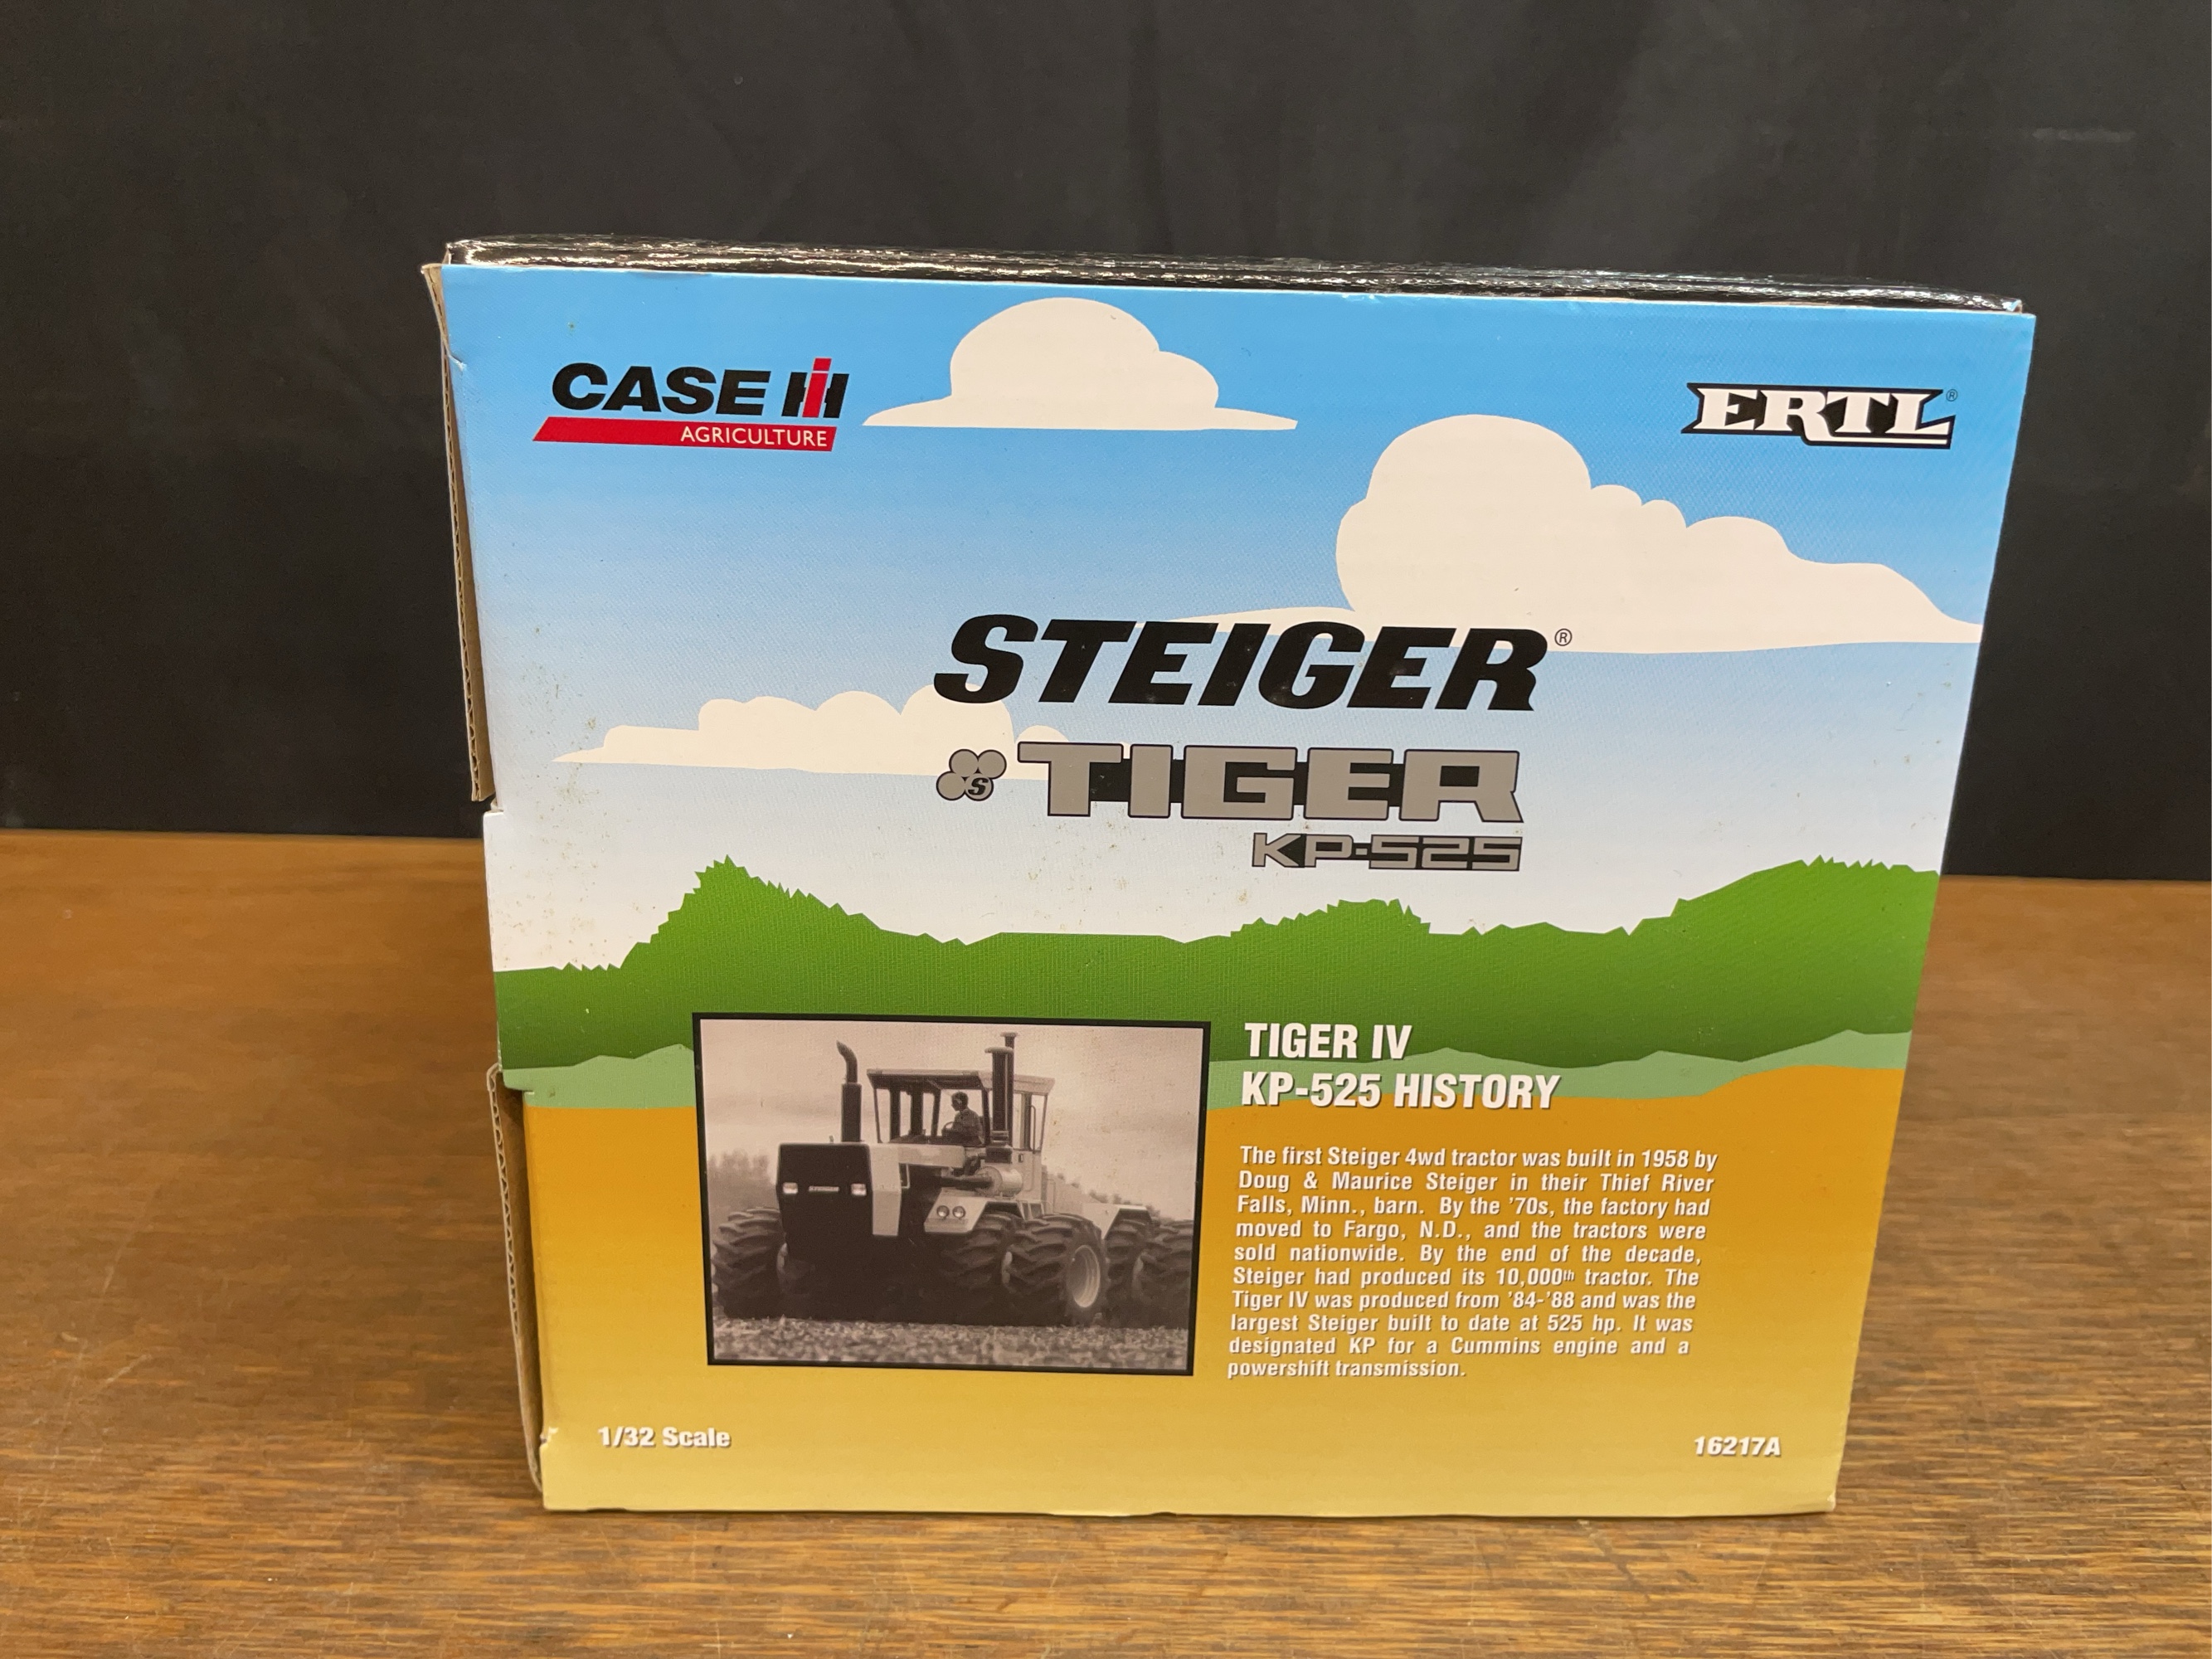 CASE IH
AGRICULTURE
ERTL®
STEIGER®
S TIGER
KP-525
TIGER IV
KP-525 HISTORY
The first Steiger 4wd tractor was built in 1958 by
Doug & Maurice Steiger in their Thief River
Falls, Minn., barn. By the '70s, the factory had
moved to Fargo, N.D., and the tractors were
sold nationwide. By the end of the decade,
Steiger had produced its 10,000th tractor. The
Tiger IV was produced from '84-'88 and was the
largest Steiger built to date at 525 hp. It was
designated KP for a Cummins engine and a
powershift transmission.
1/32 Scale
16217A